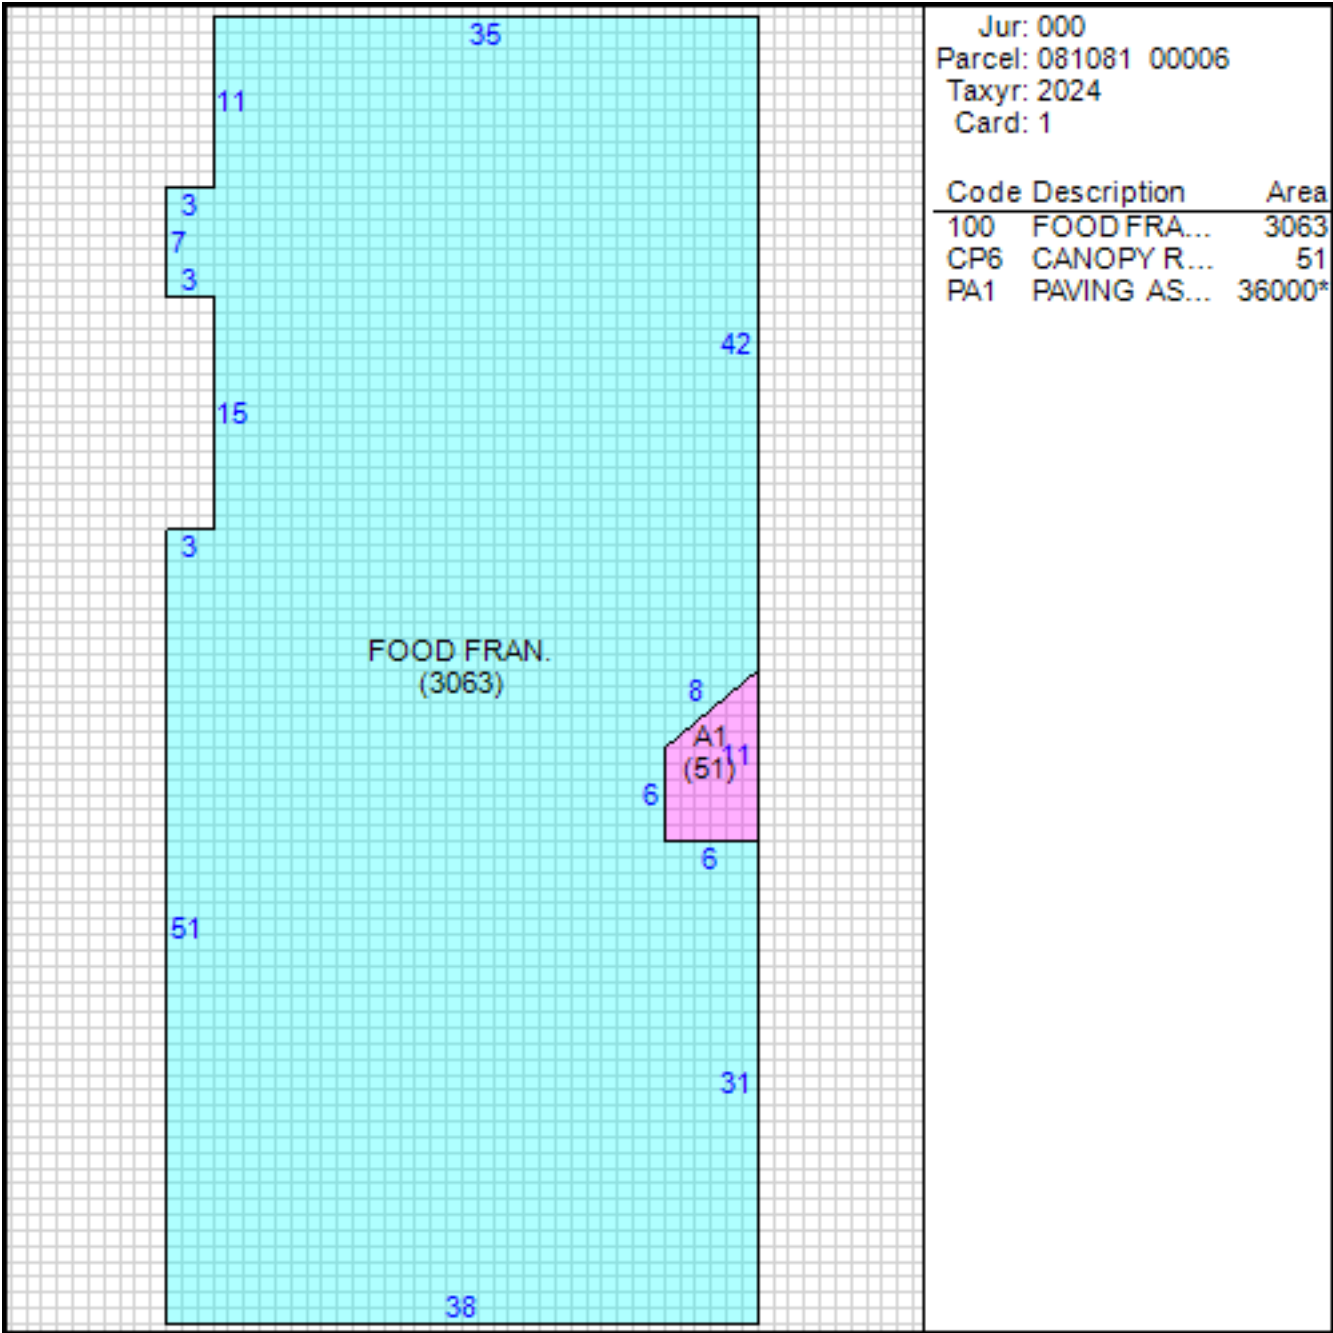 35
11
3
7
3
42
15
3
FOOD FRAN.
(3063)
8
A1
11
(51)
6
6
51
31
38
Jur: 000
Parcel: 081081 00006
Taxyr: 2024
Card: 1
Code Description Area
100 FOOD FRA... 3063
CP6 CANOPY R... 51
PA1 PAVING AS... 36000*